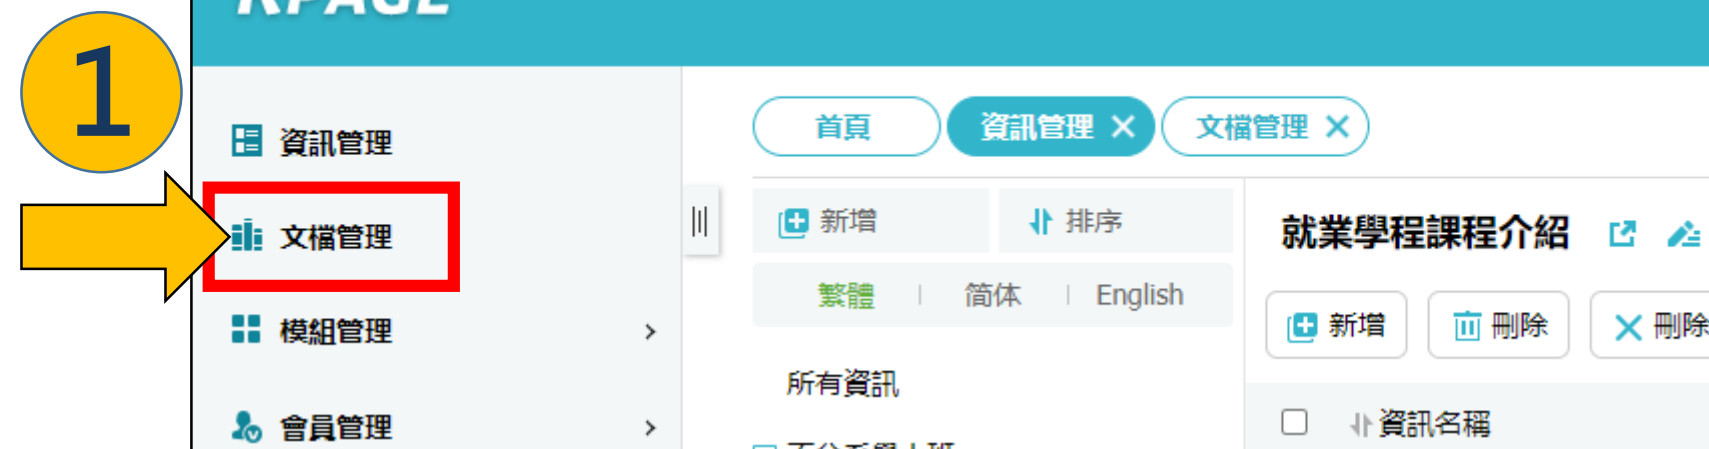 RPAGE
1
資訊管理
文檔管理
模組管理
會員管理
首頁
資訊管理
文檔管理
新增
排序
繁體
简体
English
所有資訊
就業學程課程介紹
新增
刪除
刪除
資訊名稱